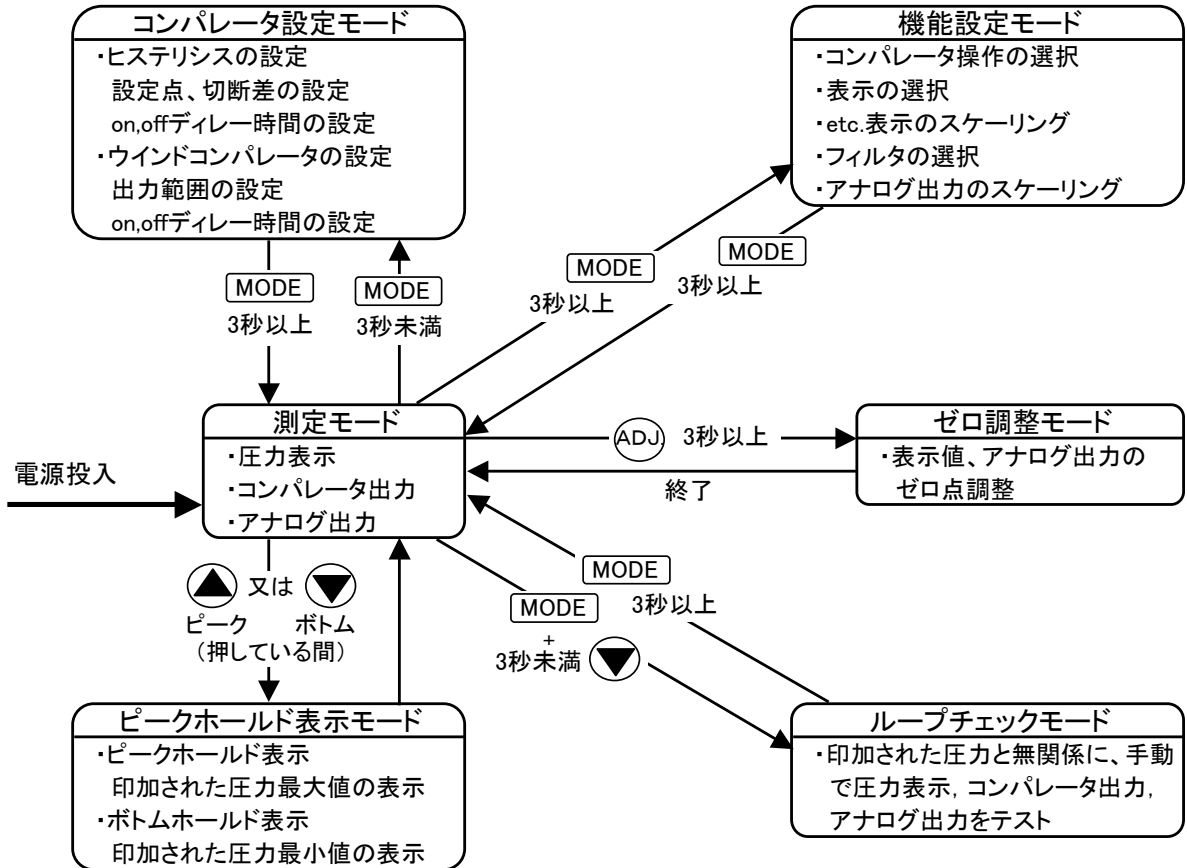 コンパレータ設定モード
・ヒステリシスの設定
設定点、切断差の設定
on,offディレー時間の設定
・ウインドコンパレータの設定
出力範囲の設定
on,offディレー時間の設定
機能設定モード
・コンパレータ操作の選択
・表示の選択
・etc.表示のスケーリング
・フィルタの選択
・アナログ出力のスケーリング
MODE
3秒以上
MODE
3秒未満
MODE
3秒以上
MODE
3秒以上
電源投入
測定モード
・圧力表示
・コンパレータ出力
・アナログ出力
ADJ. 3秒以上
終了
ゼロ調整モード
・表示値、アナログ出力の
ゼロ点調整
▲ 又は ▼
ピーク ボトム
(押している間)
MODE
3秒以上
MODE
+
3秒未満 ▼
ピークホールド表示モード
・ピークホールド表示
印加された圧力最大値の表示
・ボトムホールド表示
印加された圧力最小値の表示
ループチェックモード
・印加された圧力と無関係に、手動
で圧力表示, コンパレータ出力,
アナログ出力をテスト